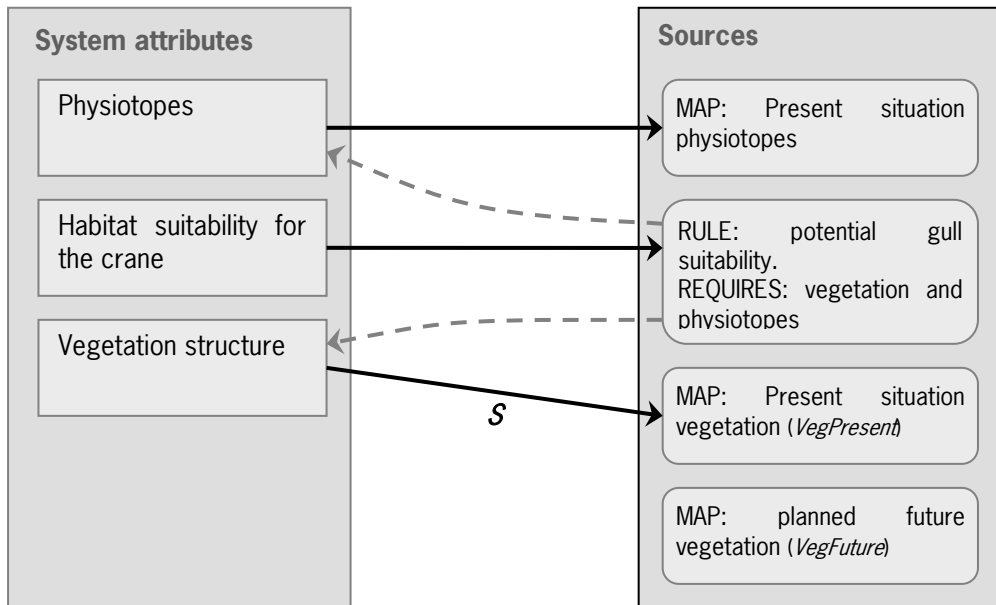 System attributes
Physiotopes
Habitat suitability for
the crane
Vegetation structure
S
Sources
MAP: Present situation
physiotopes
RULE: potential gull
suitability.
REQUIRES: vegetation and
physiotopes
MAP: Present situation
vegetation (VegPresent)
MAP: planned future
vegetation (VegFuture)